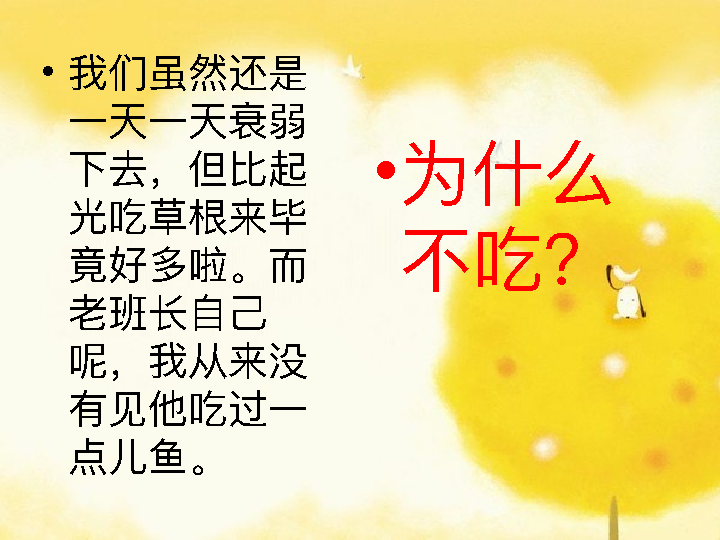 • 我们虽然还是
一天一天衰弱
下去，但比起
光吃草根来毕
竟好多啦。而
老班长自己
呢，我从来没
有见他吃过一
点儿鱼。
•为什么
不吃？